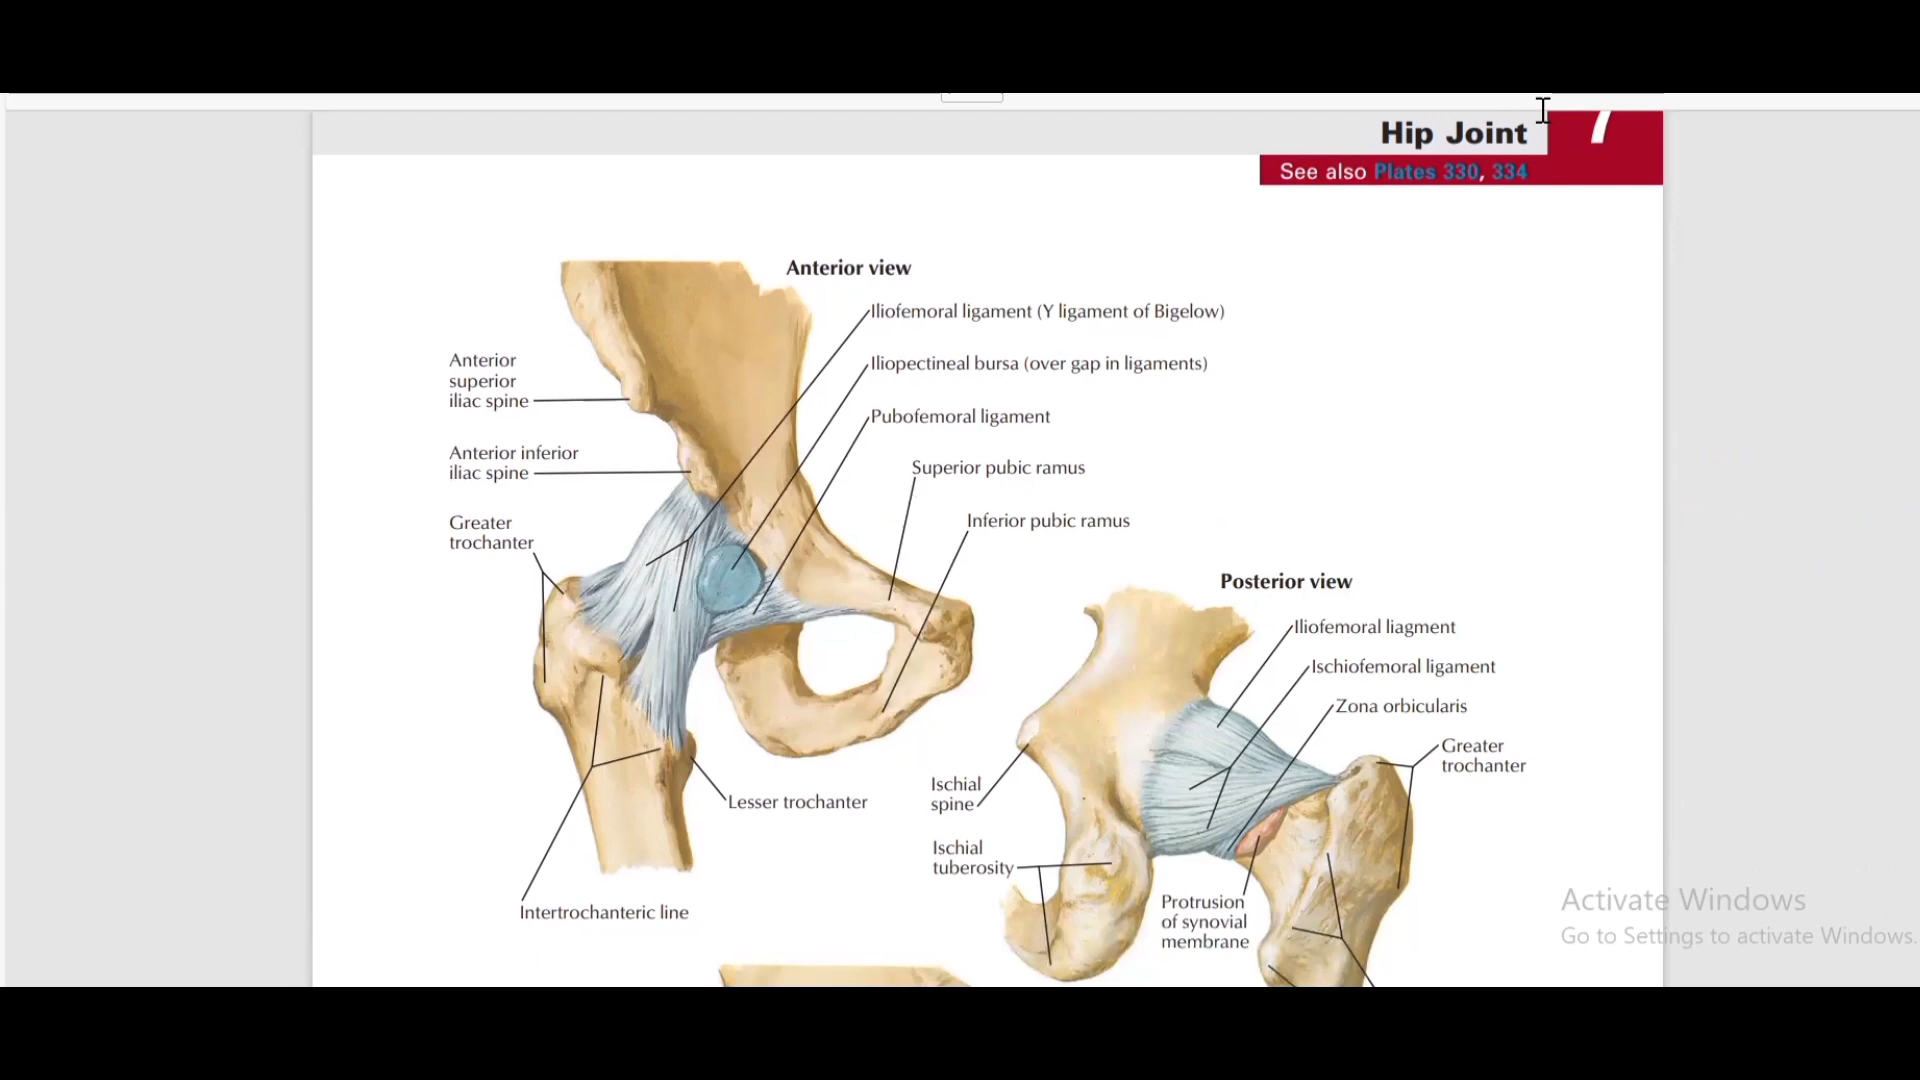 7
Hip Joint
See also Plates 330, 334
Anterior view
Iliofemoral ligament (Y ligament of Bigelow)
Iliopectineal bursa (over gap in ligaments)
Pubofemoral ligament
Superior pubic ramus
Inferior pubic ramus
Anterior
superior
iliac spine
Anterior inferior
iliac spine
Greater
trochanter
Lesser trochanter
Intertrochanteric line
Posterior view
Iliofemoral liagment
Ischiofemoral ligament
Zona orbicularis
Greater
trochanter
Ischial
spine
Ischial
tuberosity
Protrusion
of synovial
membrane
Activate Windows
Go to Settings to activate Windows.